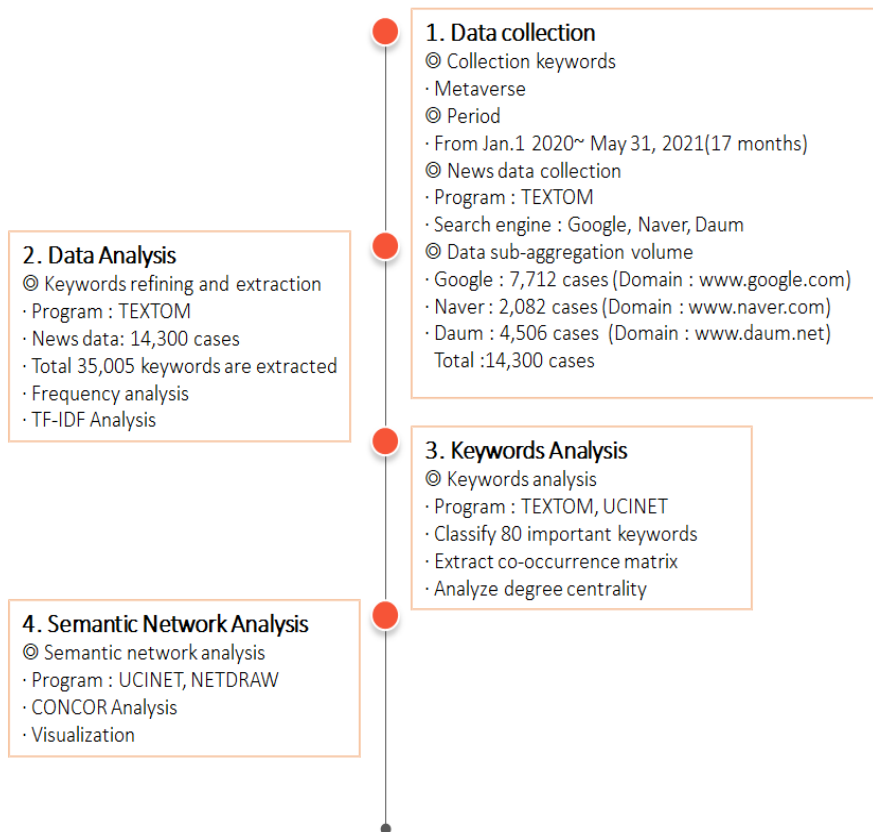 1. Data collection
◎ Collection keywords
· Metaverse
◎ Period
· From Jan.1 2020~ May 31, 2021(17 months)
◎ News data collection
· Program : TEXTOM
· Search engine : Google, Naver, Daum
◎ Data sub-aggregation volume
· Google : 7,712 cases (Domain : www.google.com)
· Naver : 2,082 cases (Domain : www.naver.com)
· Daum : 4,506 cases (Domain : www.daum.net)
Total :14,300 cases
2. Data Analysis
◎ Keywords refining and extraction
· Program : TEXTOM
· News data: 14,300 cases
· Total 35,005 keywords are extracted
· Frequency analysis
· TF-IDF Analysis
3. Keywords Analysis
◎ Keywords analysis
· Program : TEXTOM, UCINET
· Classify 80 important keywords
· Extract co-occurrence matrix
· Analyze degree centrality
4. Semantic Network Analysis
◎ Semantic network analysis
· Program : UCINET, NETDRAW
· CONCOR Analysis
· Visualization